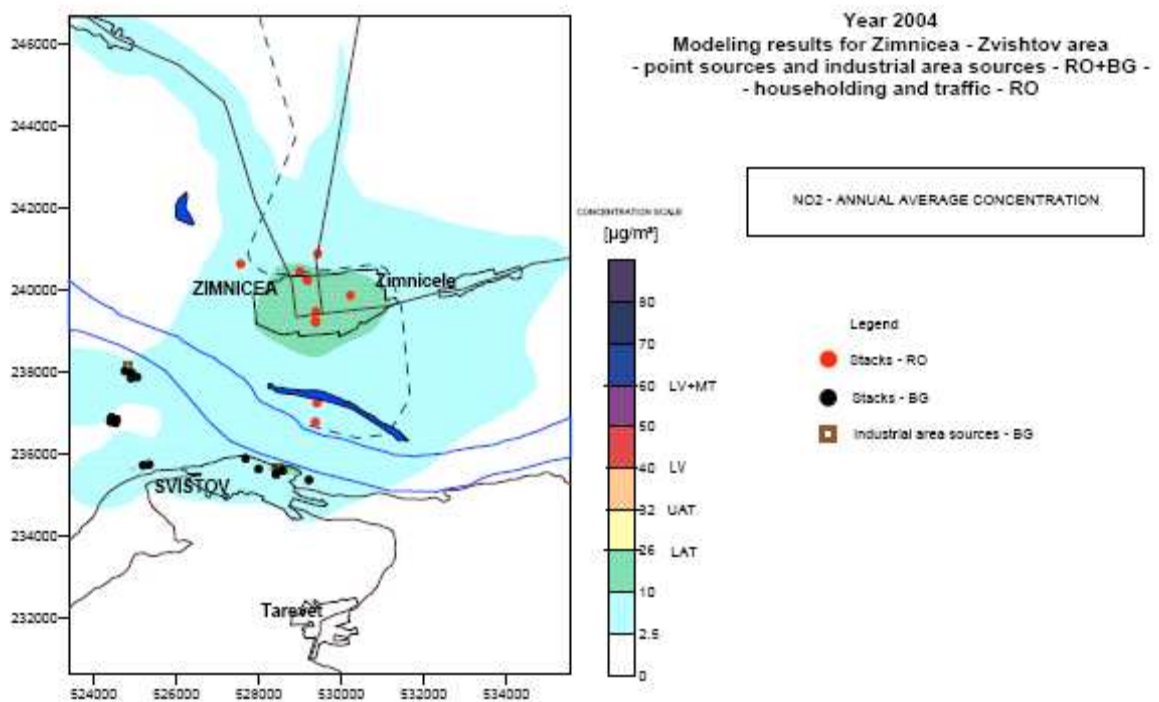 Year 2004
Modeling results for Zimnicea - Zvishtov area
- point sources and industrial area sources - RO+BG -
- householding and traffic - RO
NO2 - ANNUAL AVERAGE CONCENTRATION
CONCENTRATION SCALE
[µg/m³]
80
70
60 LV+MT
50
40 LV
32 UAT
26 LAT
10
2.5
0
Legend
Stacks - RO
Stacks - BG
Industrial area sources - BG
246000
244000
242000
240000
238000
236000
234000
232000
524000 526000 528000 530000 532000 534000
ZIMNICEA
Zimnicele
SVISTOV
Tarevet